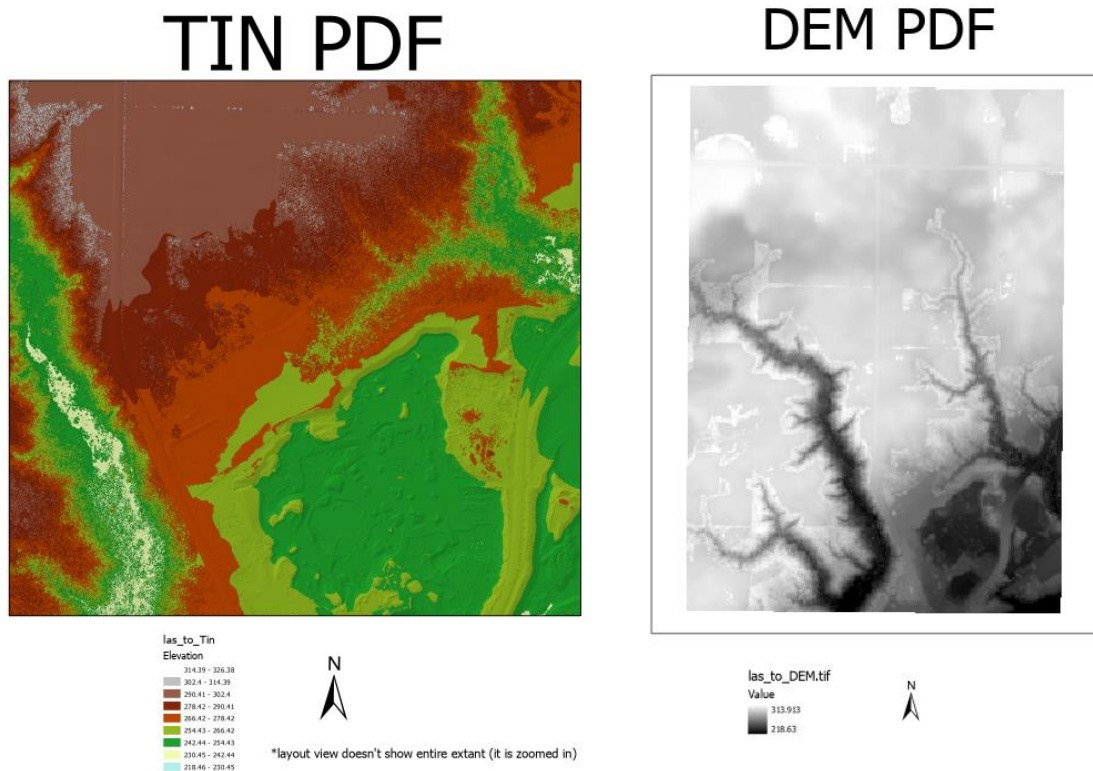 TIN PDF
DEM PDF
las_to_Tin
Elevation
314.39 - 326.38
302.4 - 314.39
290.41 - 302.4
278.42 - 290.41
266.42 - 278.42
254.43 - 266.42
242.44 - 254.43
230.45 - 242.44
218.46 - 230.45
N
*layout view doesn't show entire extant (it is zoomed in)
las_to_DEM.tif
Value
313.913
218.63
N